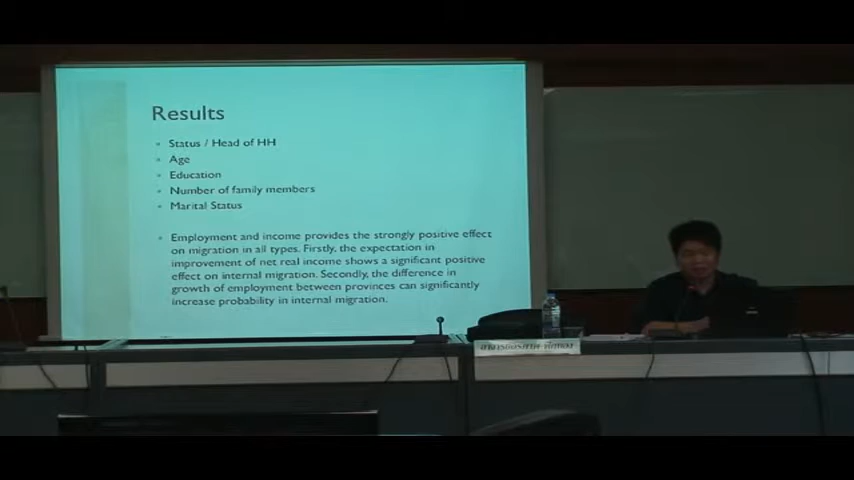 Results
Status / Head of HH
Age
Education
Number of family members
Marital Status
Employment and income provides the strongly positive effect
on migration in all types. Firstly, the expectation in
improvement of net real income shows a significant positive
effect on internal migration. Secondly, the difference in
growth of employment between provinces can significantly
increase probability in internal migration.